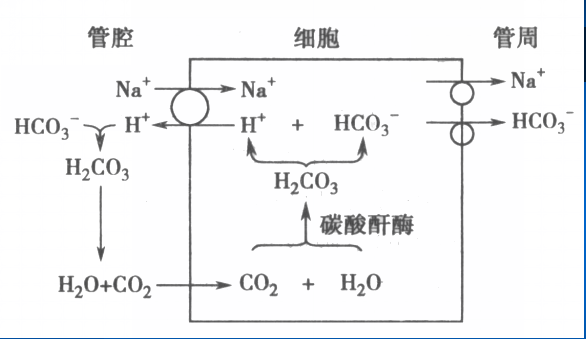 管腔 细胞 管周
Na⁺ Na⁺ Na⁺
HCO₃⁻ H⁺ H⁺ + HCO₃⁻ HCO₃⁻
H₂CO₃ H₂CO₃
碳酸酐酶
H₂O+CO₂ CO₂ + H₂O